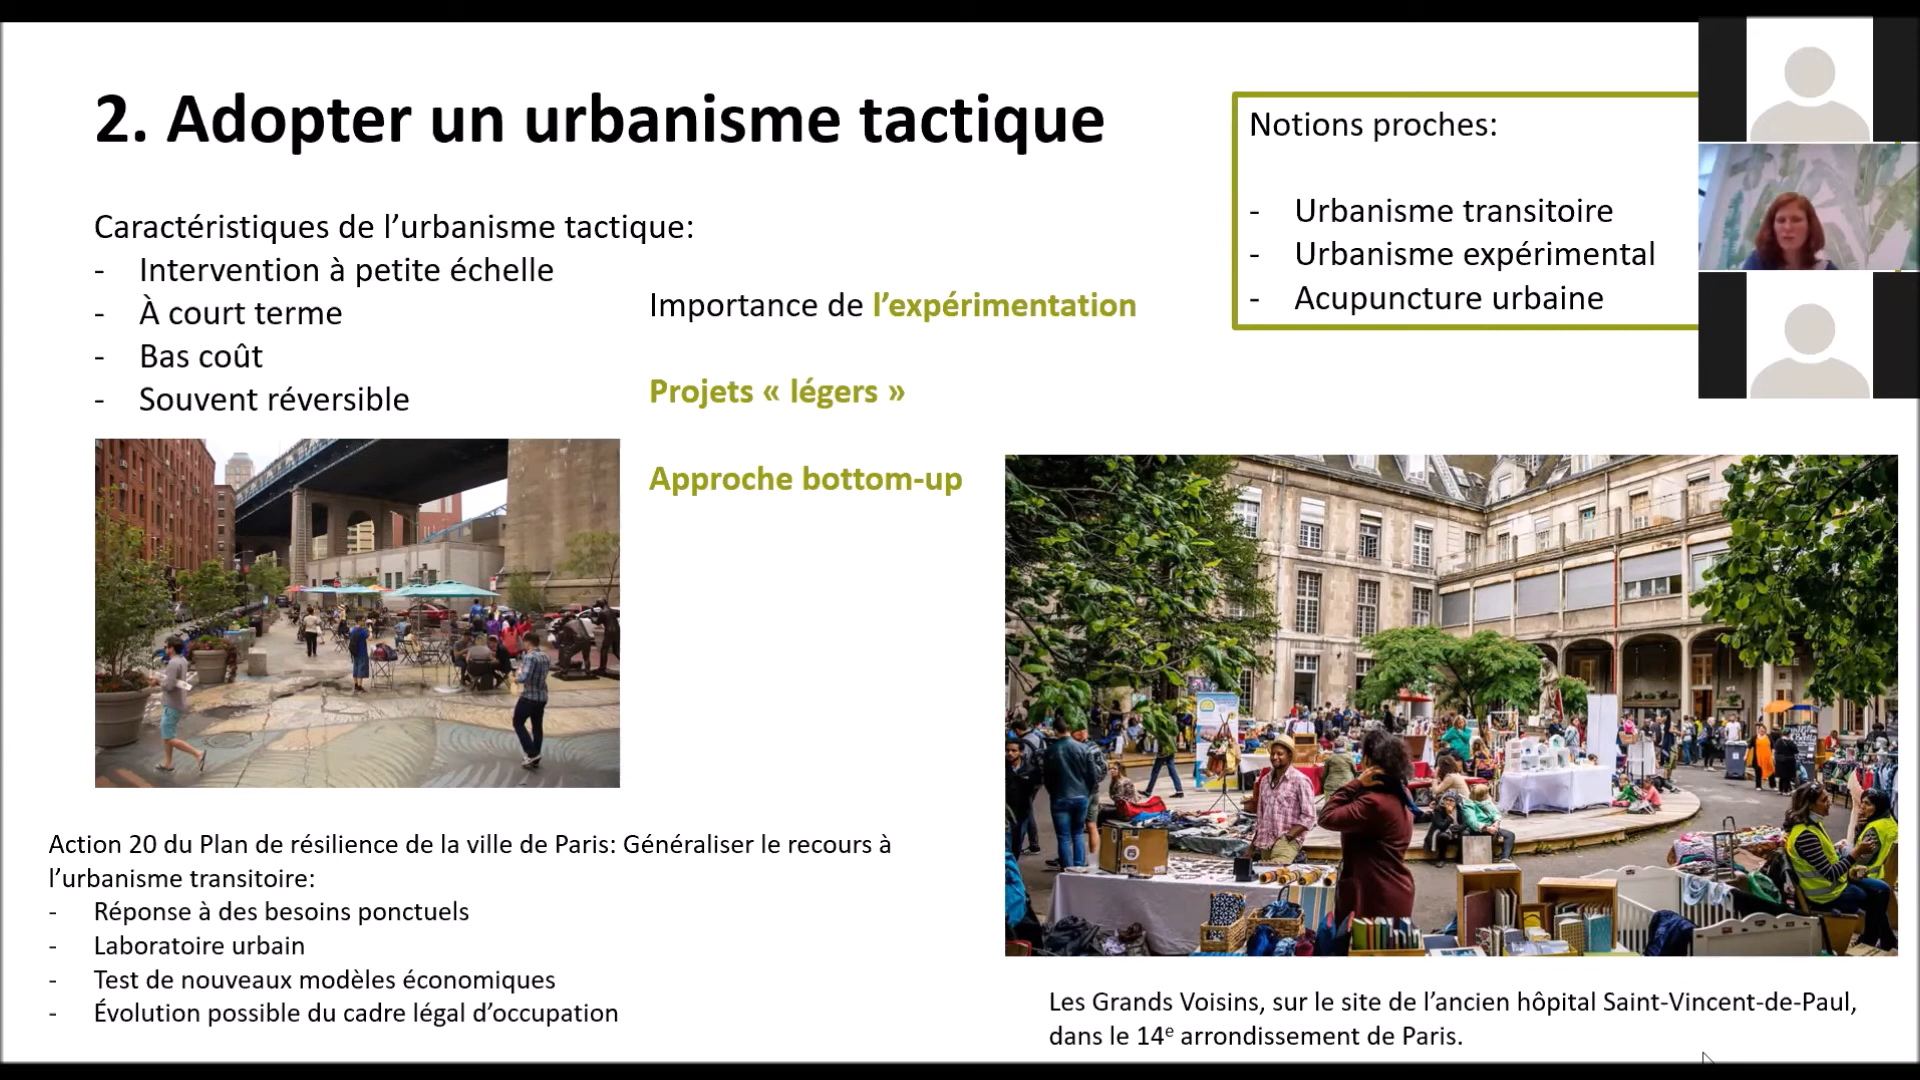 2. Adopter un urbanisme tactique
Caractéristiques de l’urbanisme tactique:
- Intervention à petite échelle
- À court terme
- Bas coût
- Souvent réversible
Importance de l’expérimentation
Projets « légers »
Approche bottom-up
Notions proches:
- Urbanisme transitoire
- Urbanisme expérimental
- Acupuncture urbaine
Action 20 du Plan de résilience de la ville de Paris: Généraliser le recours à
l’urbanisme transitoire:
- Réponse à des besoins ponctuels
- Laboratoire urbain
- Test de nouveaux modèles économiques
- Évolution possible du cadre légal d’occupation
Les Grands Voisins, sur le site de l’ancien hôpital Saint-Vincent-de-Paul,
dans le 14e arrondissement de Paris.